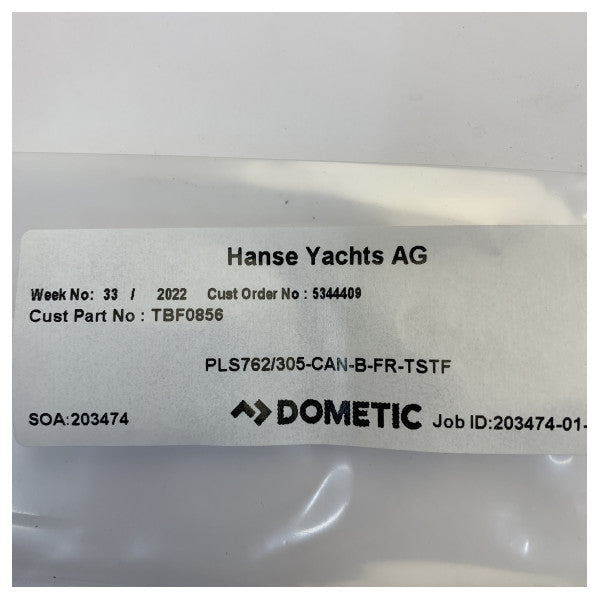 Hanse Yachts AG
Week No: 33 / 2022 Cust Order No : 5344409
Cust Part No : TBF0856
PLS762/305-CAN-B-FR-TSTF
SOA:203474 DOMETIC Job ID:203474-01-